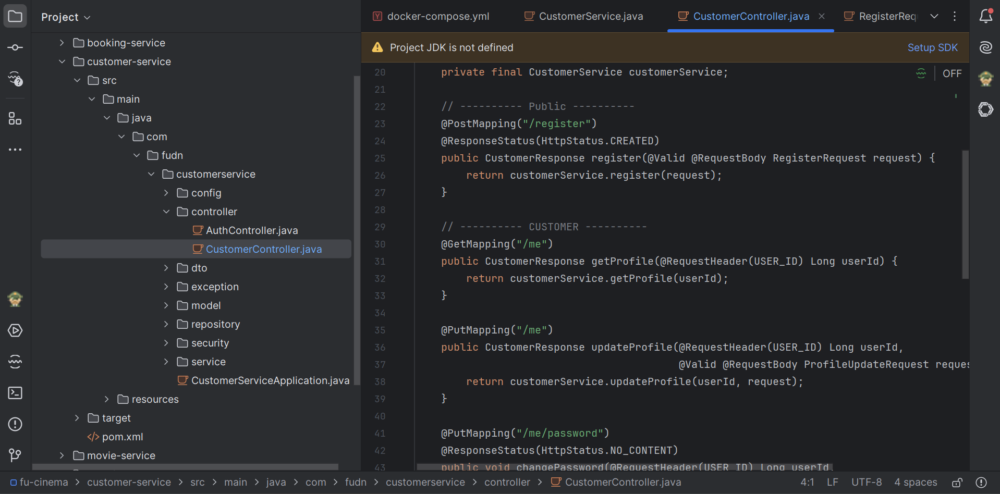 Project
booking-service
customer-service
src
main
java
com
fudn
customerservice
config
controller
AuthController.java
CustomerController.java
dto
exception
model
repository
security
service
CustomerServiceApplication.java
resources
target
</> pom.xml
movie-service
docker-compose.yml
CustomerService.java
CustomerController.java
RegisterReq
Project JDK is not defined
Setup SDK
OFF
20 private final CustomerService customerService;
21
22 // ---------- Public ----------
23 @PostMapping("/register")
24 @ResponseStatus(HttpStatus.CREATED)
25 public CustomerResponse register(@Valid @RequestBody RegisterRequest request) {
26 return customerService.register(request);
27 }
28
29 // ---------- CUSTOMER ----------
30 @GetMapping("/me")
31 public CustomerResponse getProfile(@RequestHeader(USER_ID) Long userId) {
32 return customerService.getProfile(userId);
33 }
34
35 @PutMapping("/me")
36 public CustomerResponse updateProfile(@RequestHeader(USER_ID) Long userId,
37 @Valid @RequestBody ProfileUpdateRequest reques
38 return customerService.updateProfile(userId, request);
39 }
40
41 @PutMapping("/me/password")
42 @ResponseStatus(HttpStatus.NO_CONTENT)
43 public void changePassword(@RequestHeader(USER_ID) Long userId
fu-cinema > customer-service > src > main > java > com > fudn > customerservice > controller > CustomerController.java
4:1 LF UTF-8 4 spaces